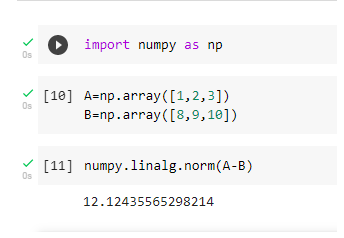 0s
import numpy as np
0s
[10] A=np.array([1,2,3])
B=np.array([8,9,10])
0s
[11] numpy.linalg.norm(A-B)
12.12435565298214